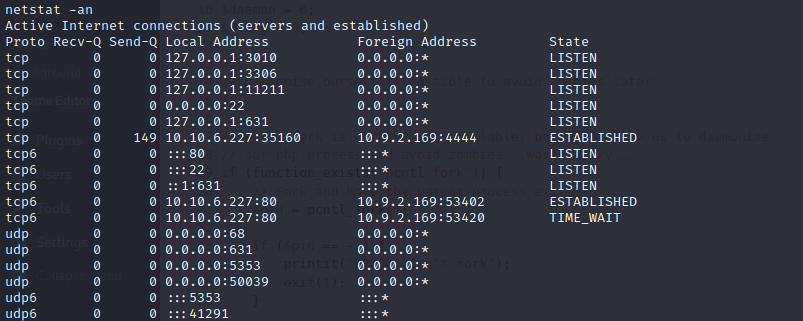 netstat -an
Active Internet connections (servers and established)
Proto Recv-Q Send-Q Local Address Foreign Address State
tcp 0 0 127.0.0.1:3010 0.0.0.0:* LISTEN
tcp 0 0 127.0.0.1:3306 0.0.0.0:* LISTEN
tcp 0 0 127.0.0.1:11211 0.0.0.0:* LISTEN
tcp 0 0 0.0.0.0:22 0.0.0.0:* LISTEN
tcp 0 0 127.0.0.1:631 0.0.0.0:* LISTEN
tcp 0 149 10.10.6.227:35160 10.9.2.169:4444 ESTABLISHED
tcp6 0 0 :::80 :::* LISTEN
tcp6 0 0 :::22 :::* LISTEN
tcp6 0 0 ::1:631 :::* LISTEN
tcp6 0 0 10.10.6.227:80 10.9.2.169:53402 ESTABLISHED
tcp6 0 0 10.10.6.227:80 10.9.2.169:53420 TIME_WAIT
udp 0 0 0.0.0.0:68 0.0.0.0:*
udp 0 0 0.0.0.0:631 0.0.0.0:*
udp 0 0 0.0.0.0:5353 0.0.0.0:*
udp 0 0 0.0.0.0:50039 0.0.0.0:*
udp6 0 0 :::5353 :::*
udp6 0 0 :::41291 :::*